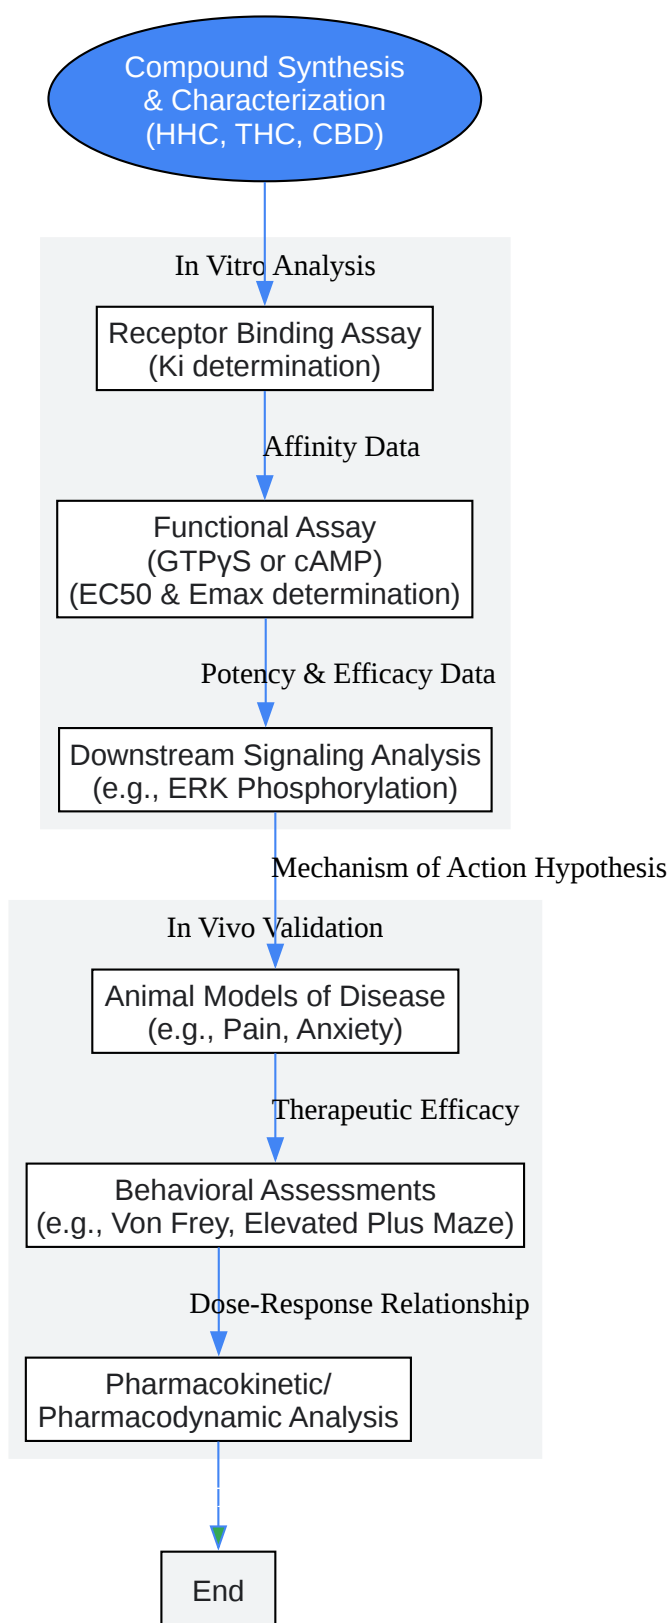 Compound Synthesis
& Characterization
(HHC, THC, CBD)
In Vitro Analysis
Receptor Binding Assay
(Ki determination)
Affinity Data
Functional Assay
(GTPγS or cAMP)
(EC50 & Emax determination)
Potency & Efficacy Data
Downstream Signaling Analysis
(e.g., ERK Phosphorylation)
Mechanism of Action Hypothesis
In Vivo Validation
Animal Models of Disease
(e.g., Pain, Anxiety)
Therapeutic Efficacy
Behavioral Assessments
(e.g., Von Frey, Elevated Plus Maze)
Dose-Response Relationship
Pharmacokinetic/
Pharmacodynamic Analysis
End